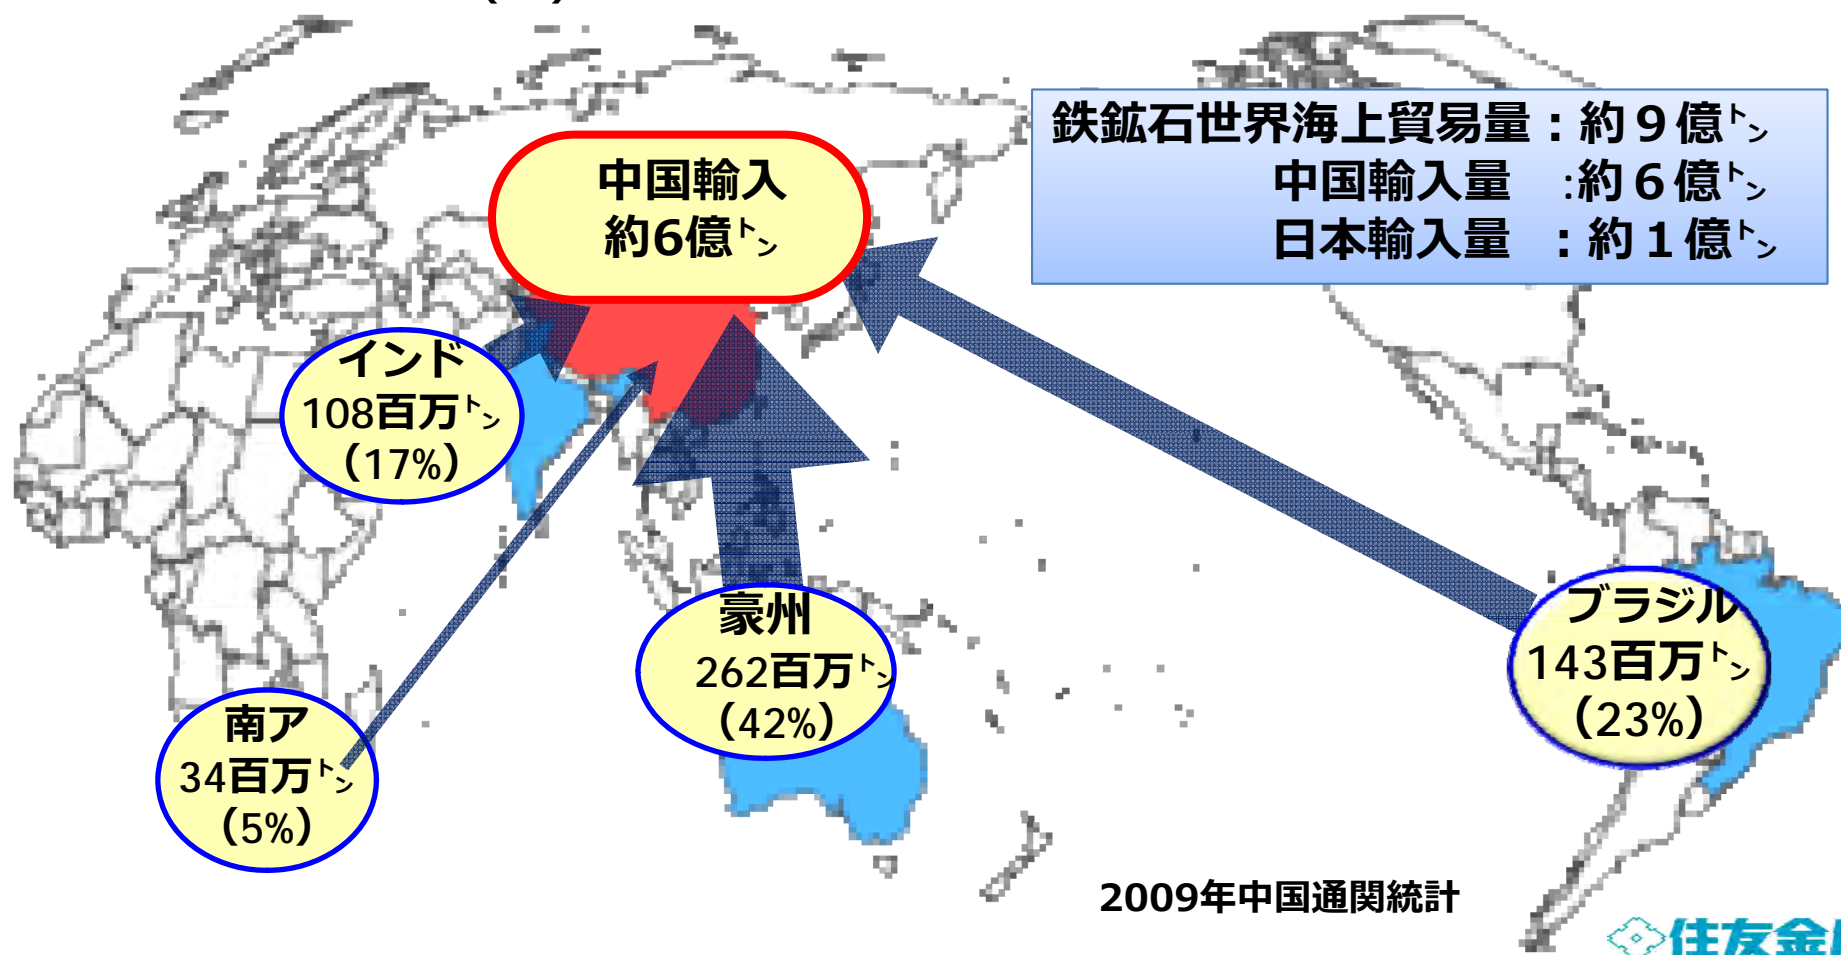 鉄鉱石世界海上貿易量：約９億トン
中国輸入量 :約６億トン
日本輸入量 ：約１億トン
中国輸入
約6億トン
インド
108百万トン
(17%)
豪州
262百万トン
(42%)
ブラジル
143百万トン
(23%)
南ア
34百万トン
(5%)
2009年中国通関統計
住友金